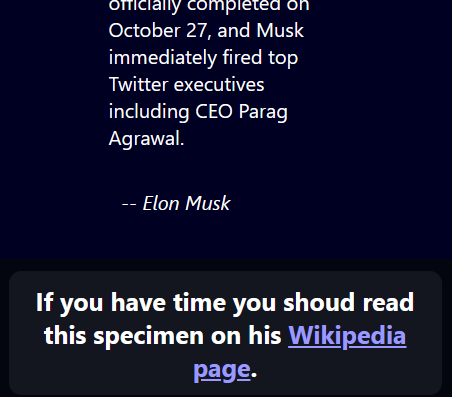 officially completed on
October 27, and Musk
immediately fired top
Twitter executives
including CEO Parag
Agrawal.
-- Elon Musk
If you have time you shoud read
this specimen on his Wikipedia
page.